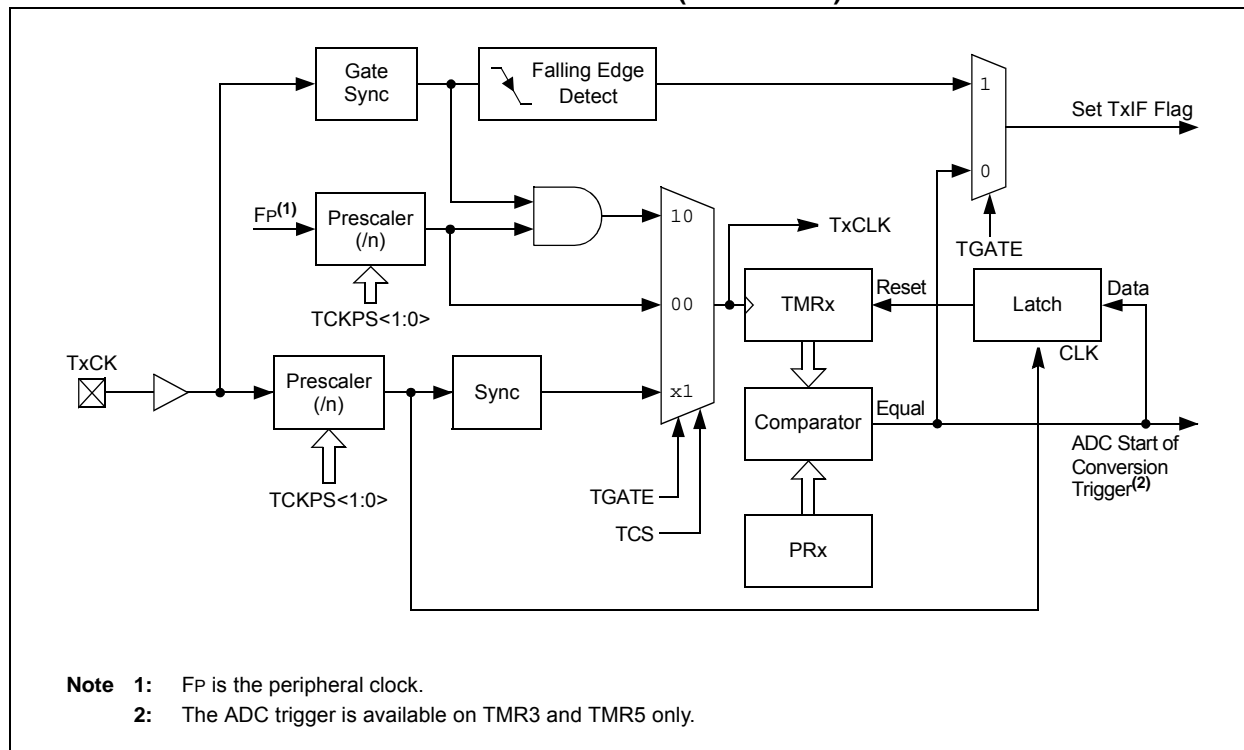 Gate
Sync
Falling Edge
Detect
1
Set TxIF Flag
0
FP(1)
Prescaler
(/n)
10
TxCLK
TGATE
TCKPS<1:0>
00
TMRx
Reset
Latch
Data
CLK
TxCK
Prescaler
(/n)
Sync
x1
Comparator
Equal
ADC Start of
Conversion
Trigger(2)
TCKPS<1:0>
TGATE
TCS
PRx
Note 1: FP is the peripheral clock.
2: The ADC trigger is available on TMR3 and TMR5 only.